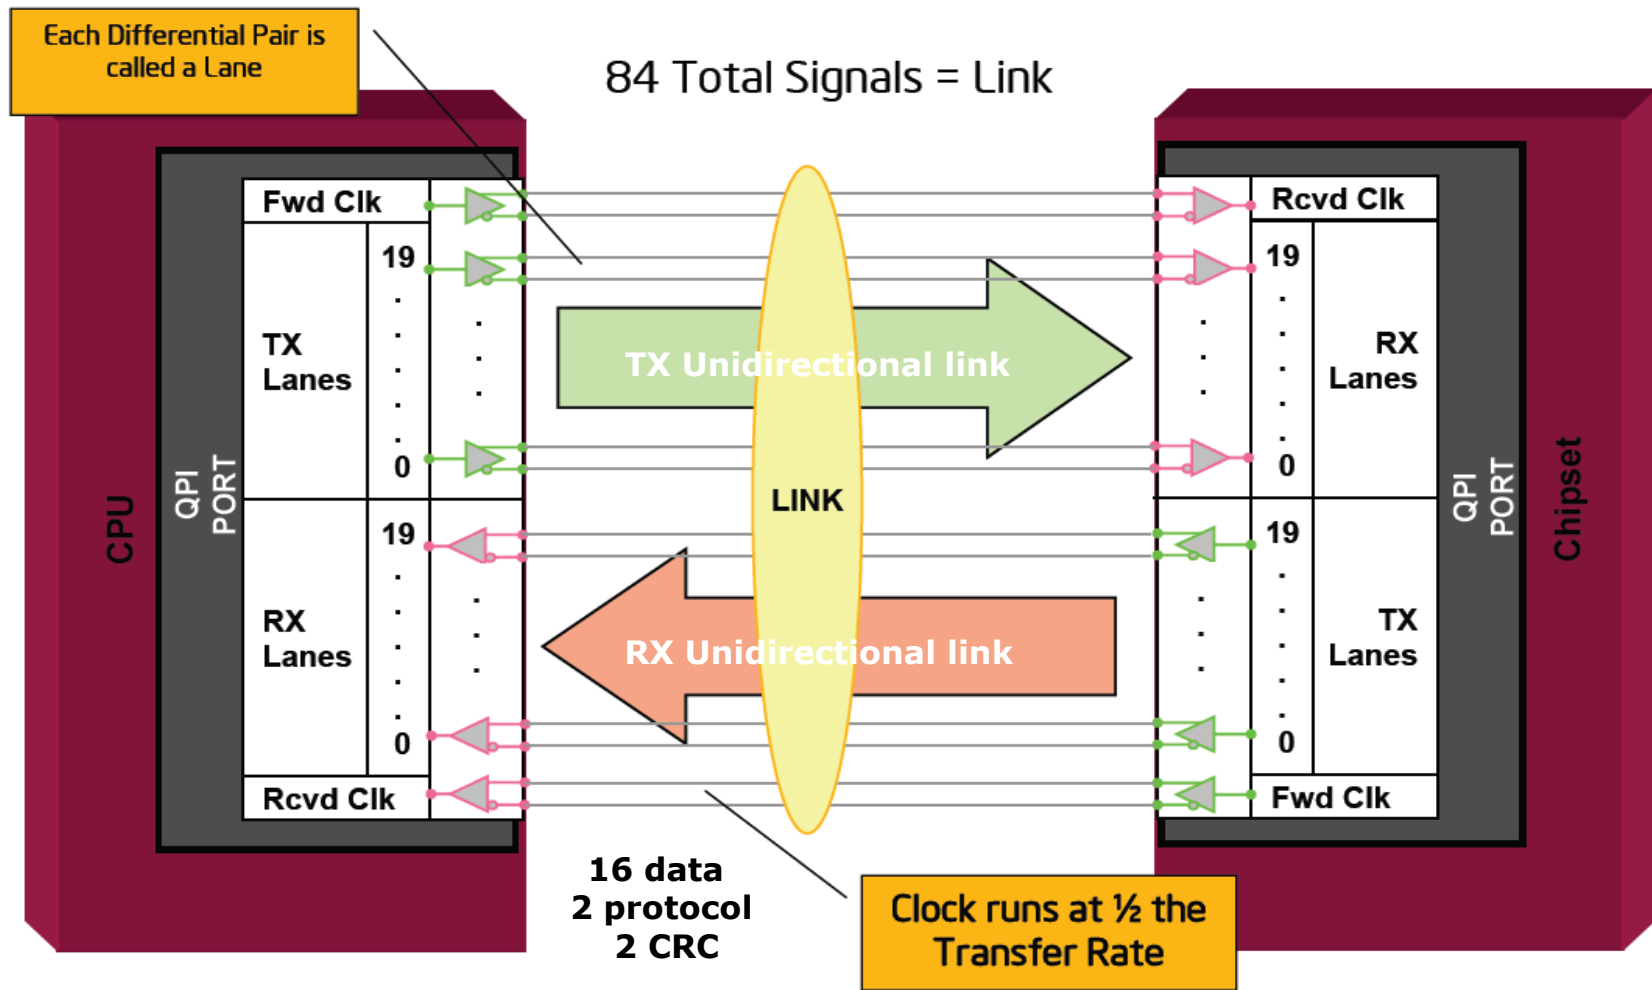 Each Differential Pair is
called a Lane
84 Total Signals = Link
Fwd Clk
19
TX
Lanes
0
19
RX
Lanes
0
Rcvd Clk
QPI
PORT
CPU
TX Unidirectional link
LINK
RX Unidirectional link
Rcvd Clk
19
RX
Lanes
0
19
TX
Lanes
0
Fwd Clk
QPI
PORT
Chipset
16 data
2 protocol
2 CRC
Clock runs at ½ the
Transfer Rate